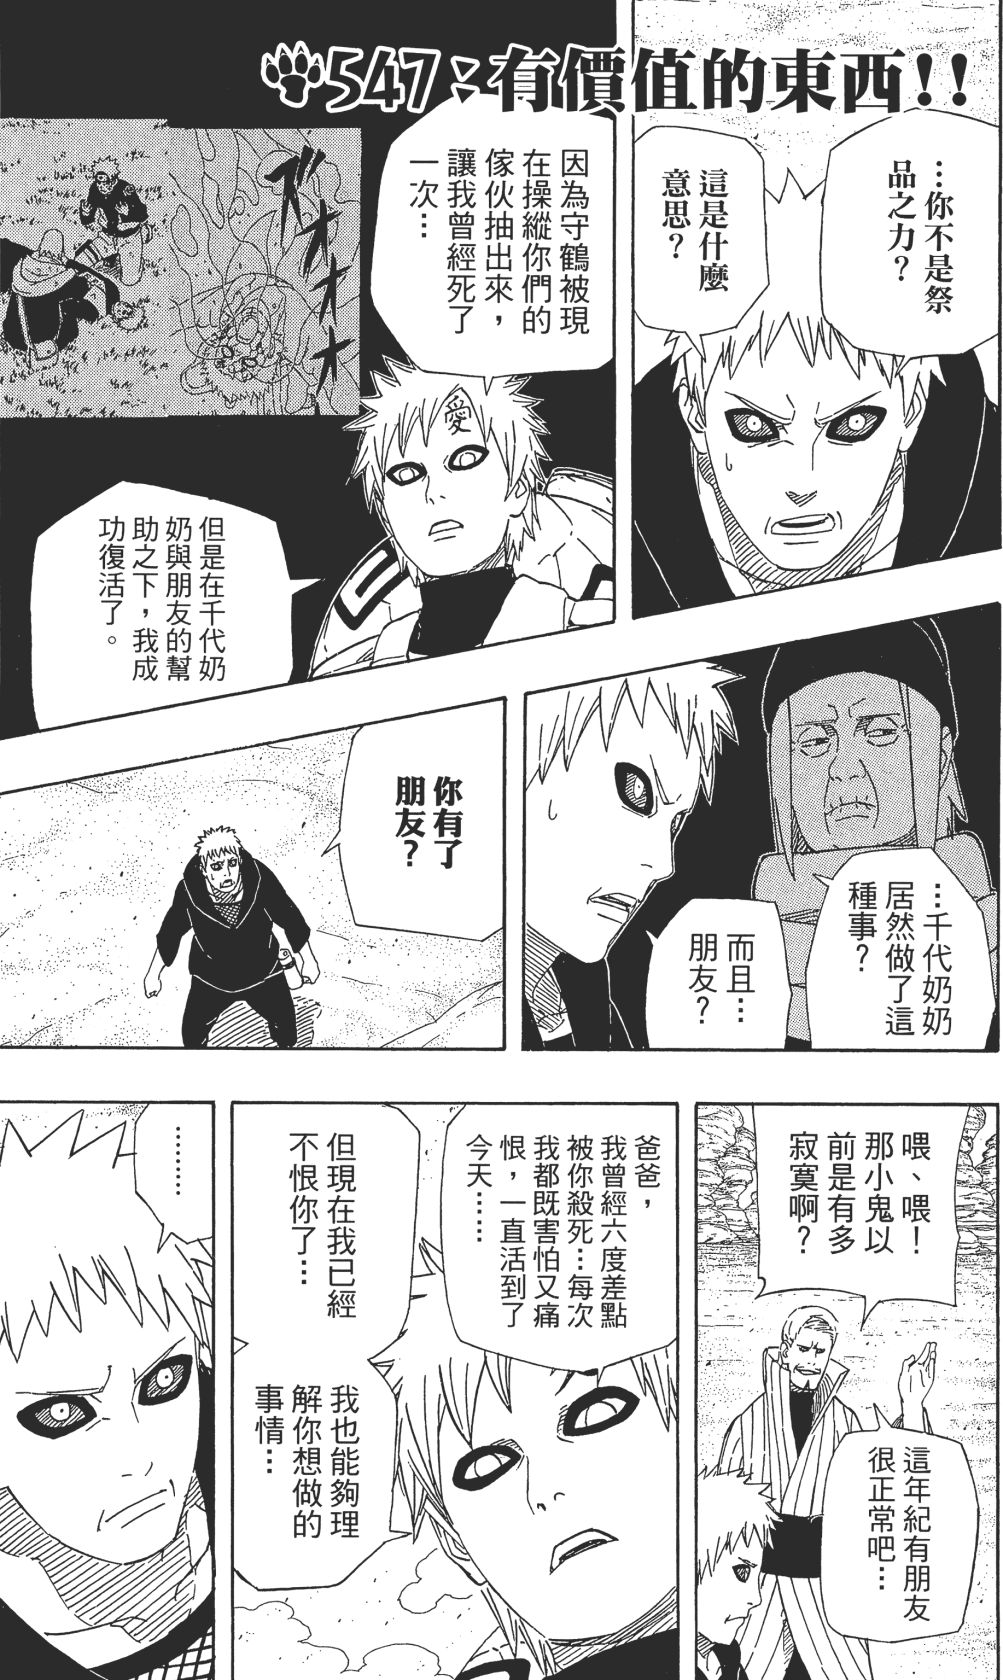 547:有價值的東西!!
…你不是祭
品之力？
這是什麼
意思？
因為守鶴被現
在操縱你們的
傢伙抽出來，
讓我曾經死了
一次…
ズ
オ
オ
オ
愛
但是在千代奶
奶與朋友的幫
助之下，我成
功復活了。
…千代奶奶
居然做了這
種事？
而且…
朋友？
你有了
朋友？
喂、喂！
那小鬼以
前是有多
寂寞啊？
這年紀有朋友
很正常吧…
爸爸，
我曾經六度差點
被你殺死…每次
我都既害怕又痛
恨，一直活到了
今天……
但現在我已經
不恨你了…
我也能夠理
解你想做的
事情…
………